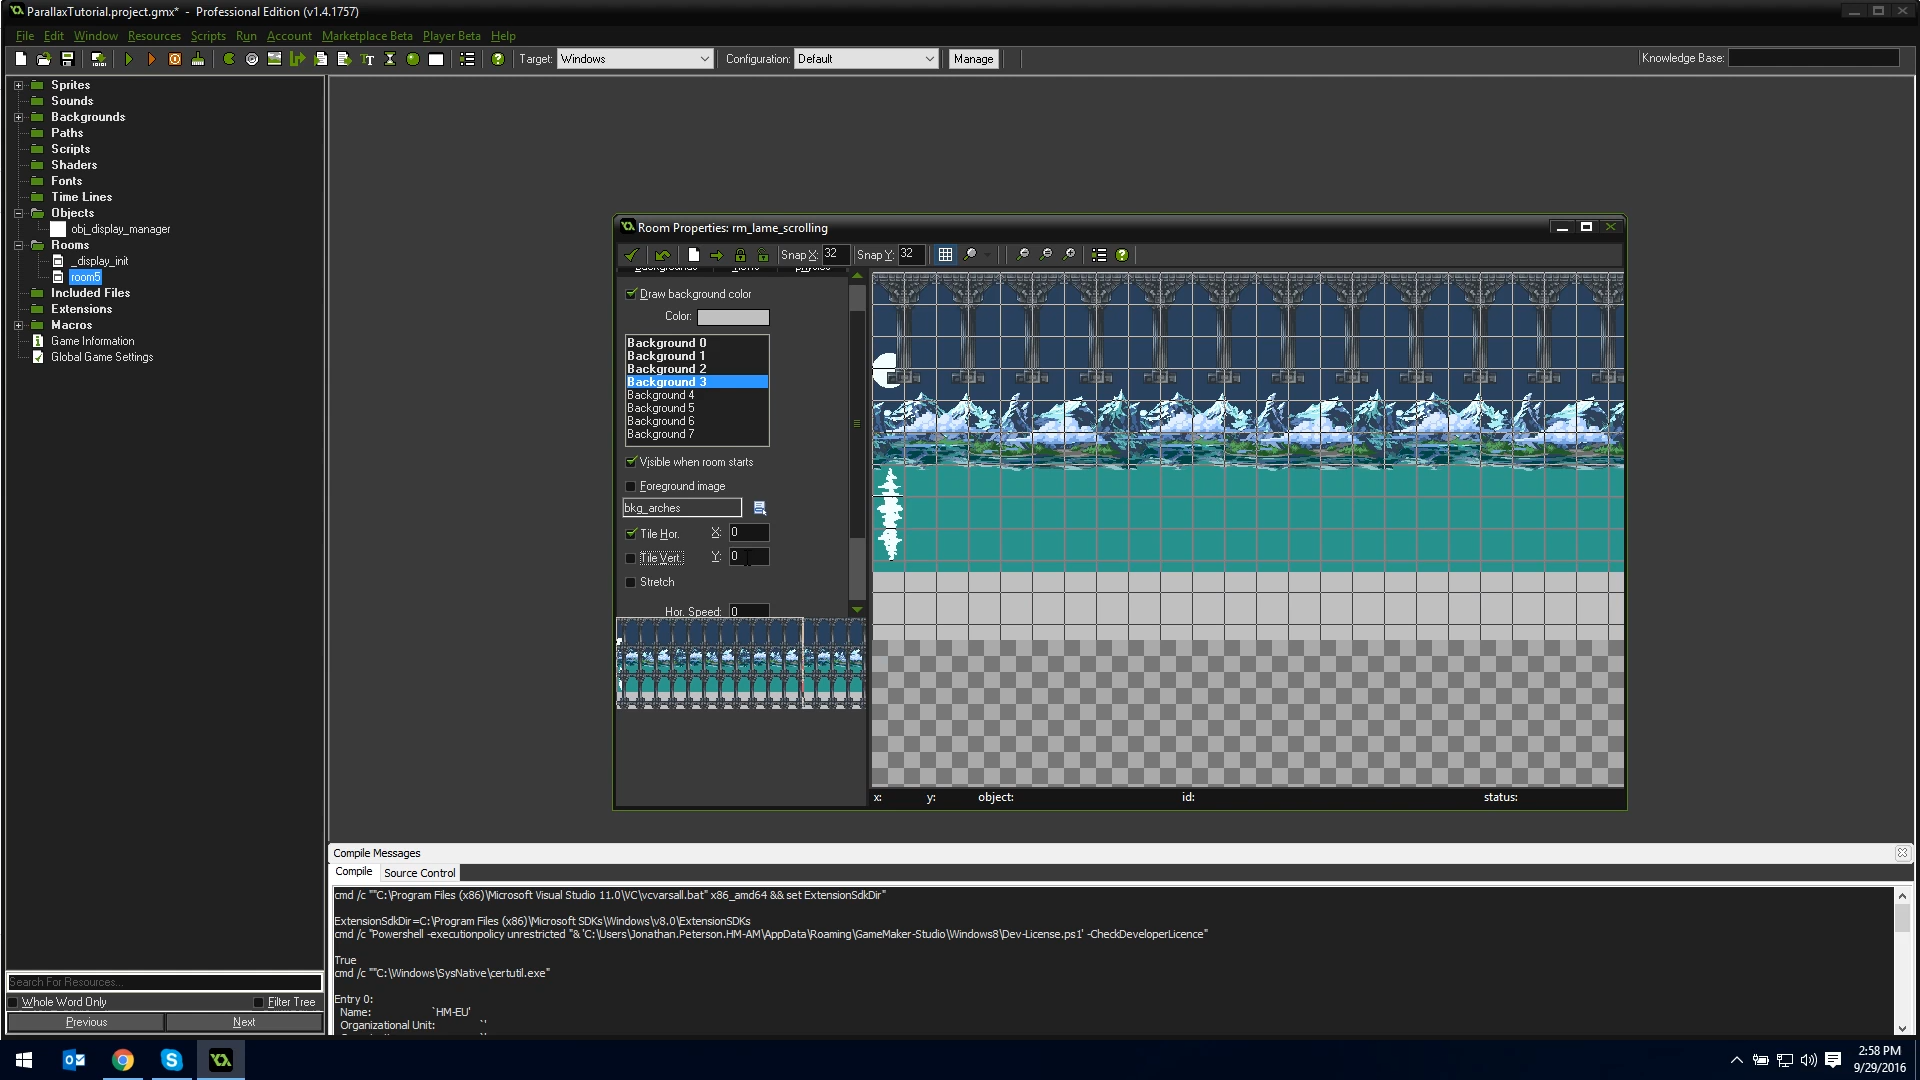 ParallaxTutorial.project.gmx* - Professional Edition (v1.4.1757)
File Edit Window Resources Scripts Run Account Marketplace Beta Player Beta Help
Target: Windows Configuration: Default Manage Knowledge Base:
Sprites
Sounds
Backgrounds
Paths
Scripts
Shaders
Fonts
Time Lines
Objects
obj_display_manager
Rooms
_display_init
room5
Included Files
Extensions
Macros
Game Information
Global Game Settings
Search For Resources...
Whole Word Only Filter Tree
Previous Next
Room Properties: rm_lame_scrolling
Snap X: 32 Snap Y: 32
Draw background color
Color:
Background 0
Background 1
Background 2
Background 3
Background 4
Background 5
Background 6
Background 7
Visible when room starts
Foreground image
bkg_arches
Tile Hor. X: 0
Tile Vert. Y: 0
Stretch
Hor. Speed: 0
x: y: object: id: status:
Compile Messages
Compile Source Control
cmd /c ""C:\Program Files (x86)\Microsoft Visual Studio 11.0\VC\vcvarsall.bat" x86_amd64 && set ExtensionSdkDir"
ExtensionSdkDir=C:\Program Files (x86)\Microsoft SDKs\Windows\v8.0\ExtensionSDKs
cmd /c "Powershell -executionpolicy unrestricted "& 'C:\Users\Jonathan.Peterson.HM-AM\AppData\Roaming\GameMaker-Studio\Windows8\Dev-License.ps1' -CheckDeveloperLicence"
True
cmd /c ""C:\Windows\SysNative\certutil.exe"
Entry 0:
Name: `HM-EU'
Organizational Unit: `'
2:58 PM
9/29/2016